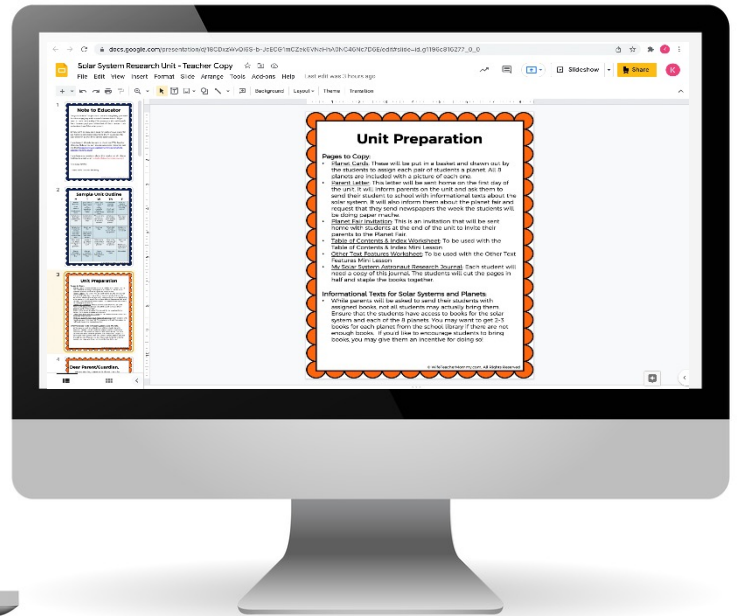 docs.google.com/presentation/d/
Solar System Research Unit - Teacher Copy
File Edit View Insert Format Slide Arrange Tools Add-ons Help Last edit was 3 hours ago
Slideshow
Share
K
Background Layout Theme Transition
1
Note to Educator
2
Sample Unit Outline
3
Unit Preparation
4
Dear Parent/Guardian,
Unit Preparation
Pages to Copy:
• Planet Cards: These will be put in a basket and drawn out by
the students to assign each pair of students a planet. All 8
planets are included with a picture of each one.
• Parent Letter: This letter will be sent home on the first day of
the unit. It will inform parents on the unit and ask them to
send their student to school with informational texts about the
solar system. It will also inform them about the planet fair and
request that they send newspapers the week the students will
be doing paper mache.
• Planet Fair Invitation: This is an invitation that will be sent
home with students at the end of the unit to invite their
parents to the Planet Fair.
• Table of Contents & Index Worksheet: To be used with the
Table of Contents & Index Mini Lesson
• Other Text Features Worksheet: To be used with the Other Text
Features Mini Lesson
• My Solar System Astronaut Research Journal: Each student will
need a copy of this journal. The students will cut the pages in
half and staple the books together.
Informational Texts for Solar Systems and Planets:
• While parents will be asked to send their students with
assigned books, not all students may actually bring them.
Ensure that the students have access to books for the solar
system and each of the 8 planets. You may want to get 2-3
books for each planet from the school library if there are not
enough books. If you'd like to encourage students to bring
books, you may give them an incentive for doing so!
© WifeTeacherMommy.com, All Rights Reserved